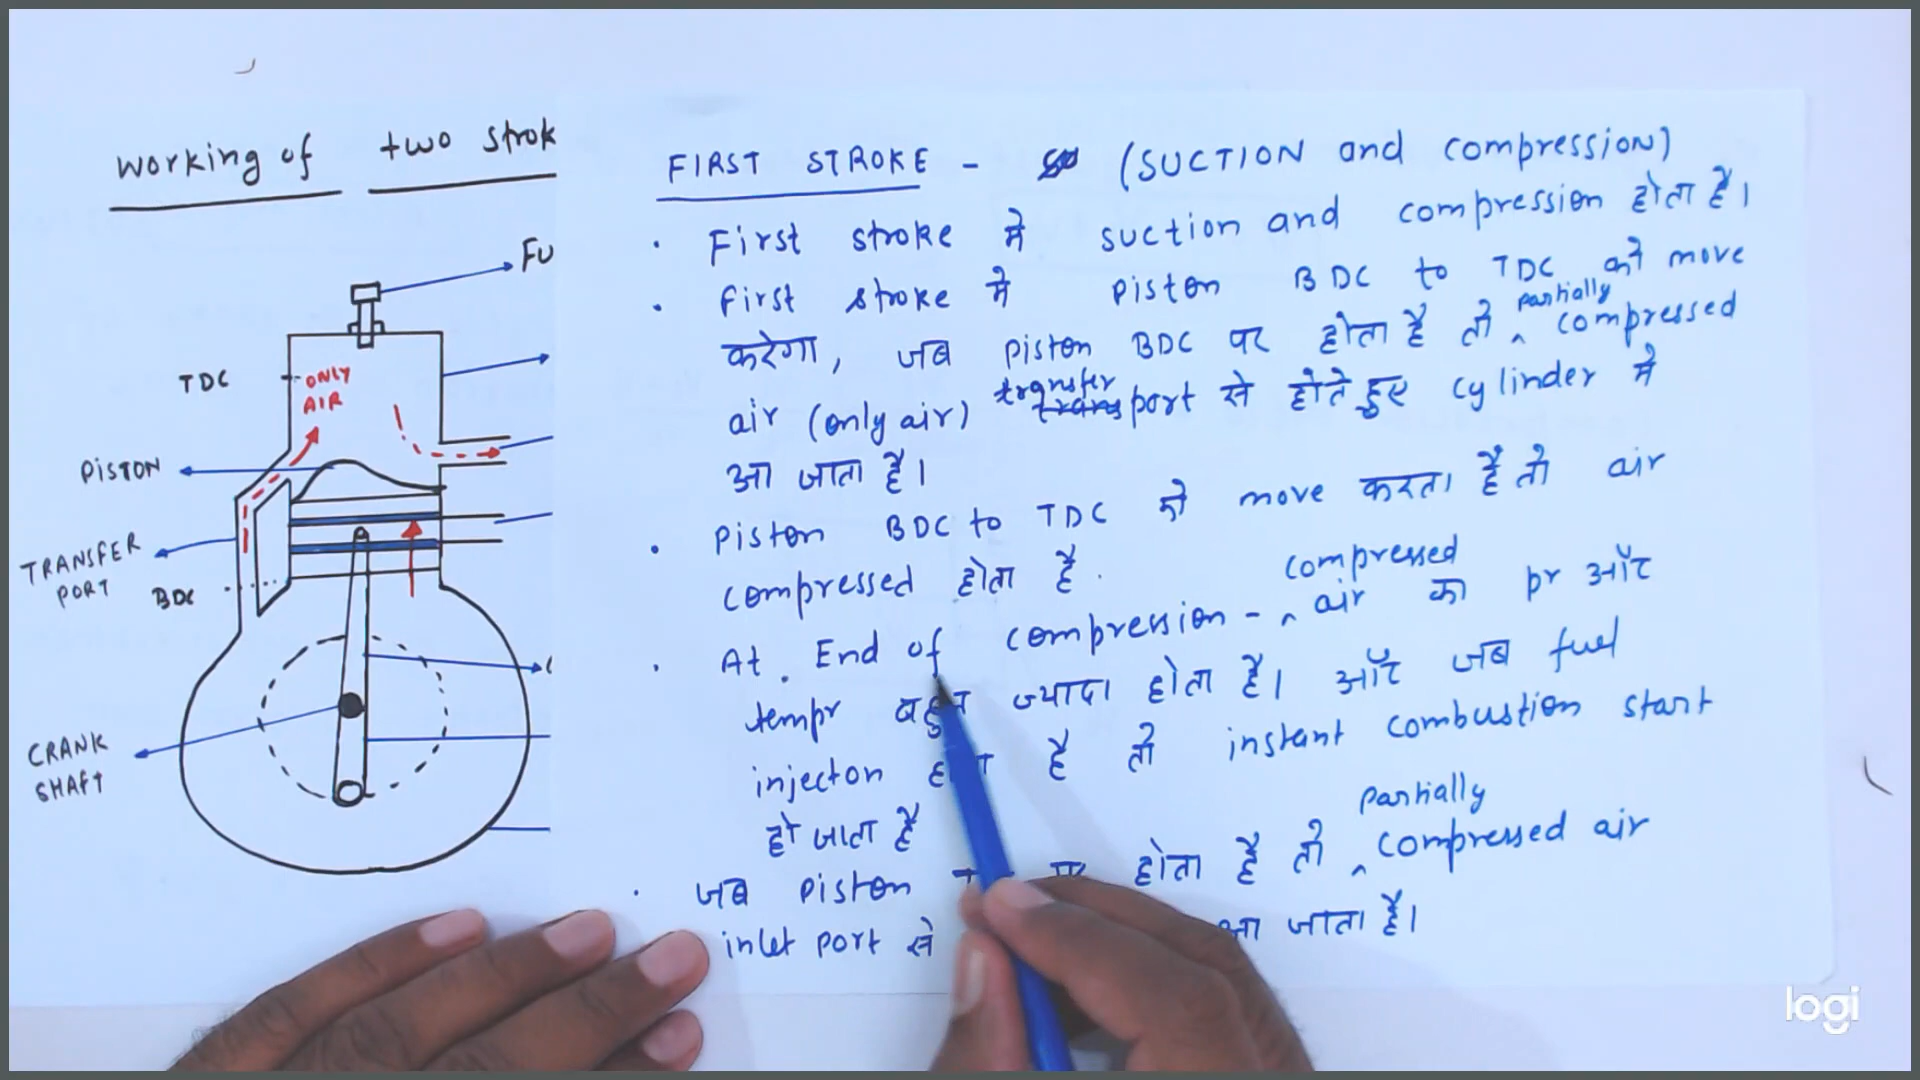 working of two strok
FU
TDC
ONLY
AIR
PISTON
TRANSFER
PORT
BDC
CRANK
SHAFT
FIRST STROKE - (SUCTION and compression)
• First stroke मे suction and compression होता है।
• First stroke मे piston BDC to TDC को move
करेगा, जब piston BDC पर होता है तो partially compressed
air (only air) transfer port से होते हुए cylinder मे
आ जाता है।
• piston BDC to TDC को move करता है तो air
compressed होता है.
• At End of compression - compressed air का pr और
tempr ज्यादा होता है। और जब fuel
injecton है तो instant combustion start
हो जाता है
• जब piston होता है तो partially compressed air
inlet port से आ जाता है।
logi